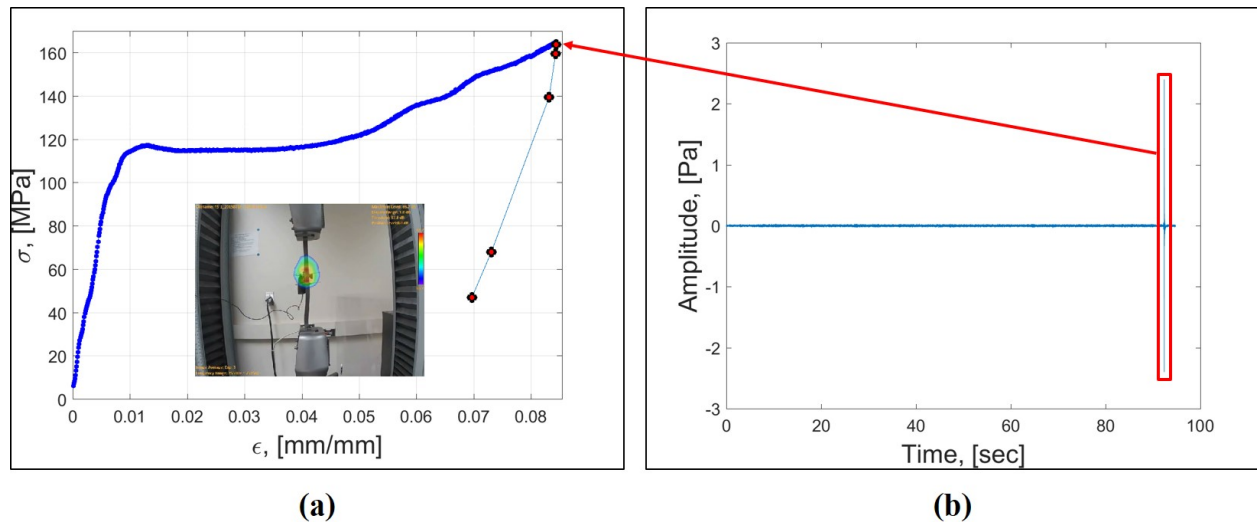 160
140
120
100
80
60
40
20
0
σ, [MPa]
0 0.01 0.02 0.03 0.04 0.05 0.06 0.07 0.08
ϵ, [mm/mm]
(a)
3
2
1
0
-1
-2
-3
Amplitude, [Pa]
0 20 40 60 80 100
Time, [sec]
(b)